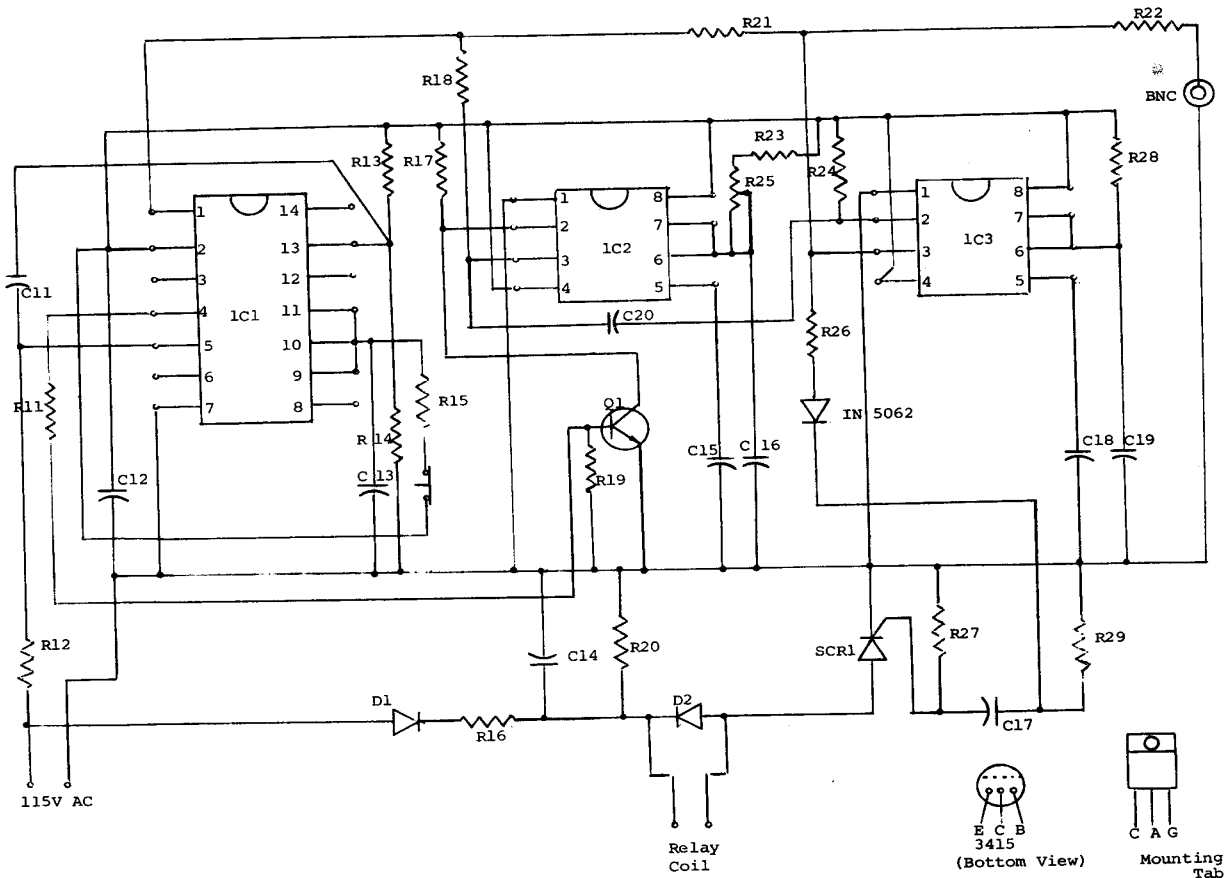 R21
R22
R18
BNC
R13
R17
R23
R25
R24
R28
1
2
3
4
5
6
7
14
13
12
11
10
9
8
1C1
1
2
3
4
8
7
6
5
1C2
1
2
3
4
8
7
6
5
1C3
C11
C20
R26
R11
R15
Q1
IN 5062
R 14
C12
C 13
R19
C15
C 16
C18
C19
R12
C14
R20
SCR1
R27
R29
D1
D2
R16
C17
115V AC
Relay
Coil
E C B
3415
(Bottom View)
C A G
Mounting
Tab